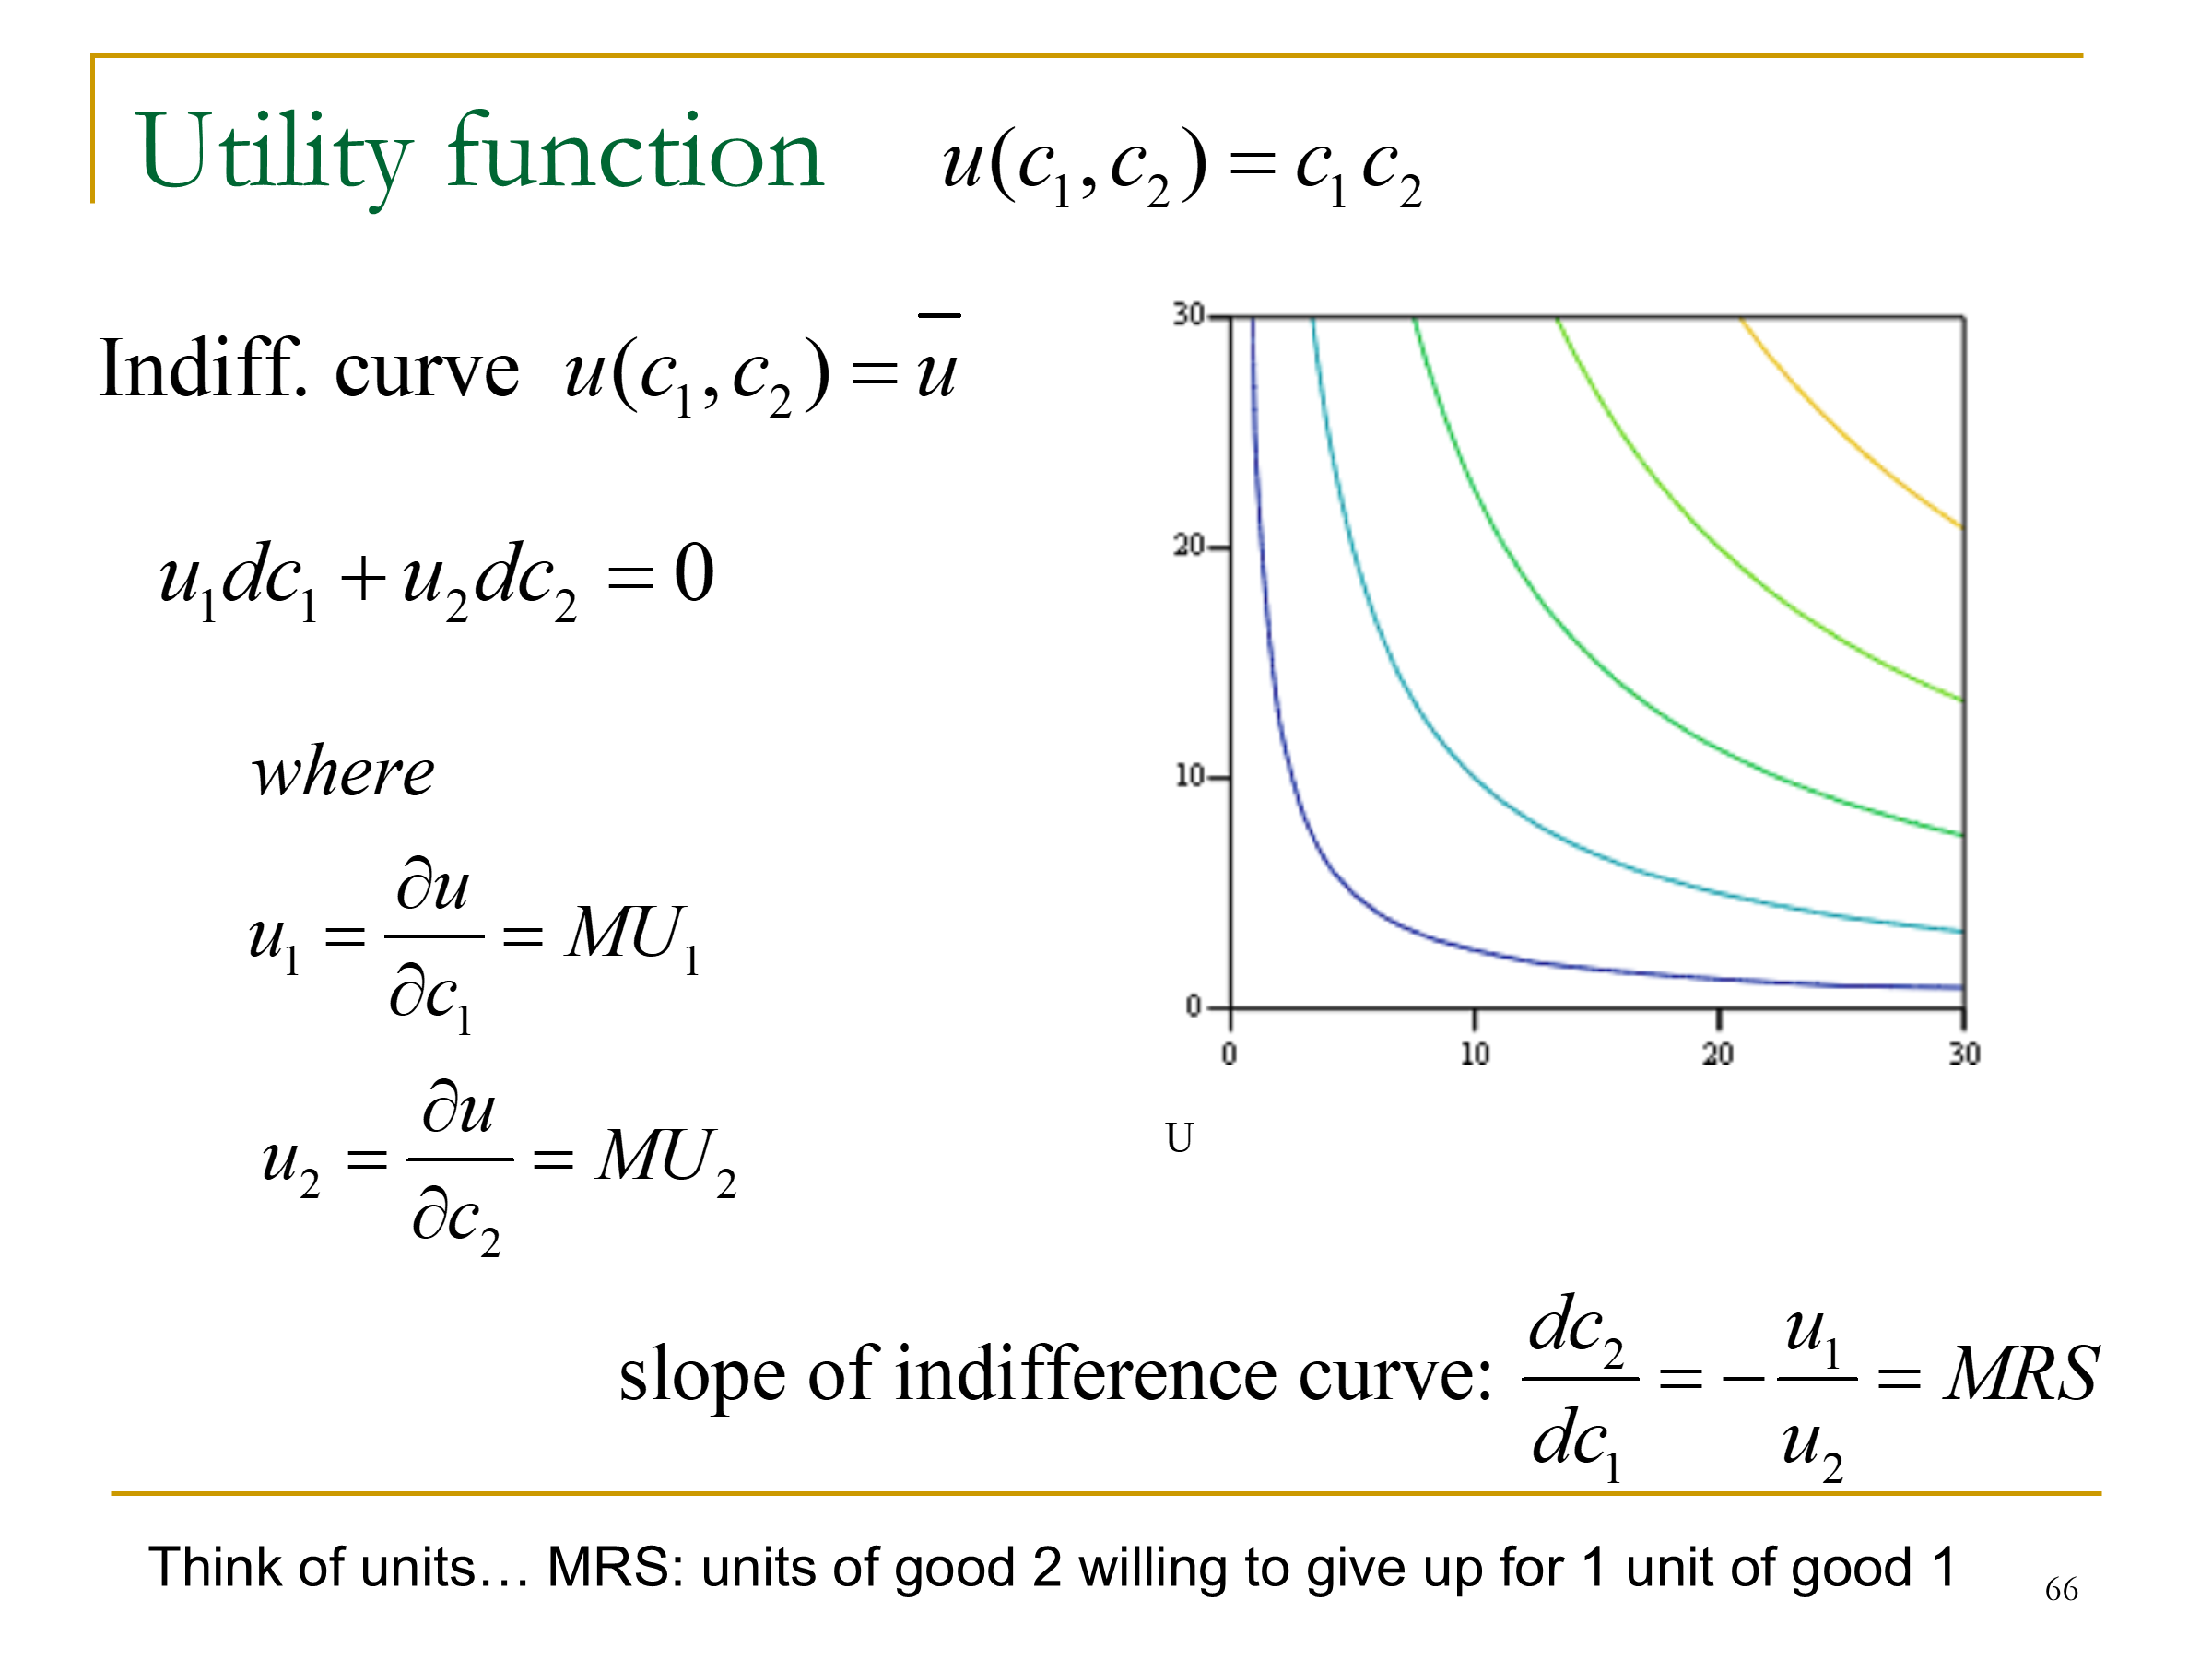 Utility function u(c₁, c₂) = c₁c₂
Indiff. curve u(c₁, c₂) = u̅
u₁dc₁ + u₂dc₂ = 0
where
u₁ = ∂u/∂c₁ = MU₁
u₂ = ∂u/∂c₂ = MU₂
30
20
10
0
0 10 20 30
U
slope of indifference curve: dc₂/dc₁ = −u₁/u₂ = MRS
Think of units… MRS: units of good 2 willing to give up for 1 unit of good 1
66